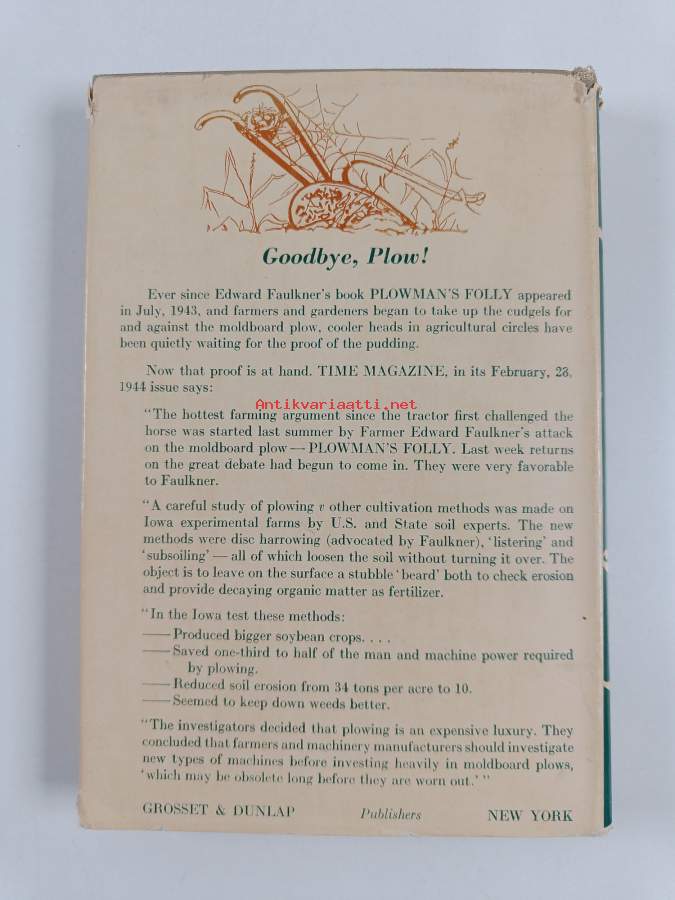 Goodbye, Plow!
Ever since Edward Faulkner's book PLOWMAN'S FOLLY appeared
in July, 1943, and farmers and gardeners began to take up the cudgels for
and against the moldboard plow, cooler heads in agricultural circles have
been quietly waiting for the proof of the pudding.
Now that proof is at hand. TIME MAGAZINE, in its February, 28,
1944 issue says:
Antikvariaatti.net
"The hottest farming argument since the tractor first challenged the
horse was started last summer by Farmer Edward Faulkner's attack
on the moldboard plow — PLOWMAN'S FOLLY. Last week returns
on the great debate had begun to come in. They were very favorable
to Faulkner.
"A careful study of plowing v other cultivation methods was made on
Iowa experimental farms by U.S. and State soil experts. The new
methods were disc harrowing (advocated by Faulkner), 'listering' and
'subsoiling' — all of which loosen the soil without turning it over. The
object is to leave on the surface a stubble 'beard' both to check erosion
and provide decaying organic matter as fertilizer.
"In the Iowa test these methods:
—Produced bigger soybean crops. . . .
—Saved one-third to half of the man and machine power required
by plowing.
—Reduced soil erosion from 34 tons per acre to 10.
—Seemed to keep down weeds better.
"The investigators decided that plowing is an expensive luxury. They
concluded that farmers and machinery manufacturers should investigate
new types of machines before investing heavily in moldboard plows,
'which may be obsolete long before they are worn out.' "
GROSSET & DUNLAP Publishers NEW YORK